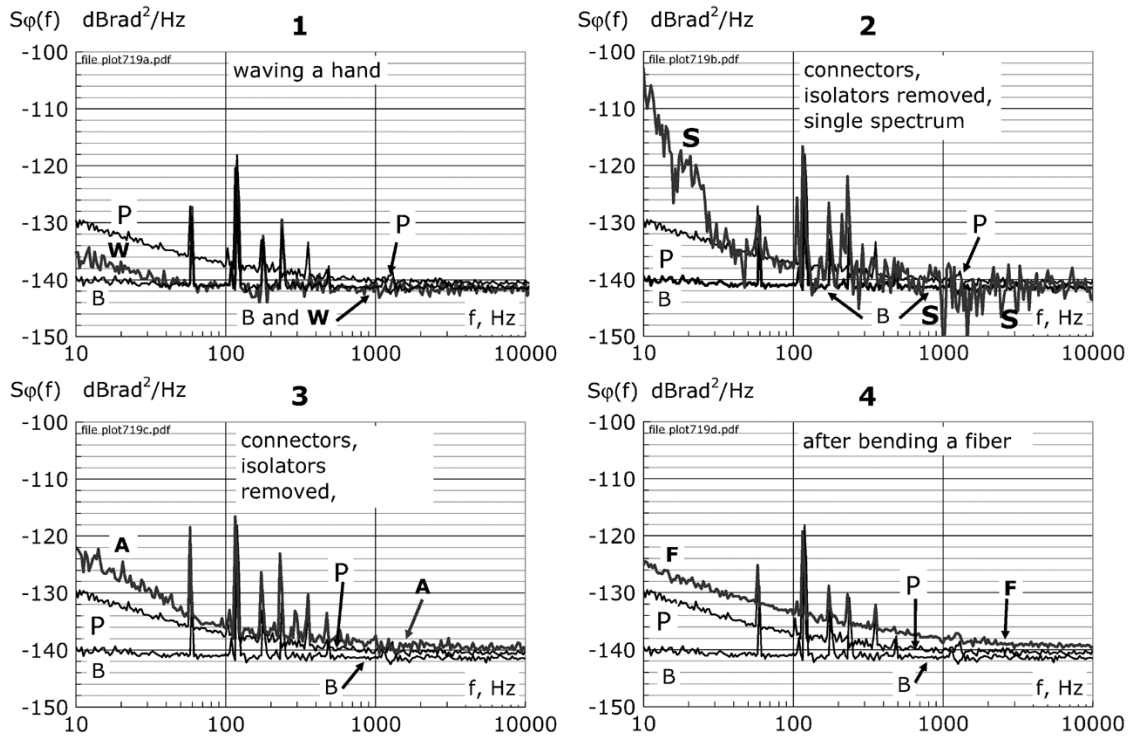 Sφ(f) dBrad²/Hz 1
-100
-110
-120
-130
-140
-150
file plot719a.pdf
waving a hand
P
W
B
P
B and W
f, Hz
10 100 1000 10000
Sφ(f) dBrad²/Hz 2
-100
-110
-120
-130
-140
-150
file plot719b.pdf
connectors,
isolators removed,
single spectrum
S
P
B
P
B
S
S
f, Hz
10 100 1000 10000
Sφ(f) dBrad²/Hz 3
-100
-110
-120
-130
-140
-150
file plot719c.pdf
connectors,
isolators
removed,
A
P
B
P
A
B
f, Hz
10 100 1000 10000
Sφ(f) dBrad²/Hz 4
-100
-110
-120
-130
-140
-150
file plot719d.pdf
after bending a fiber
F
P
B
P
F
B
f, Hz
10 100 1000 10000